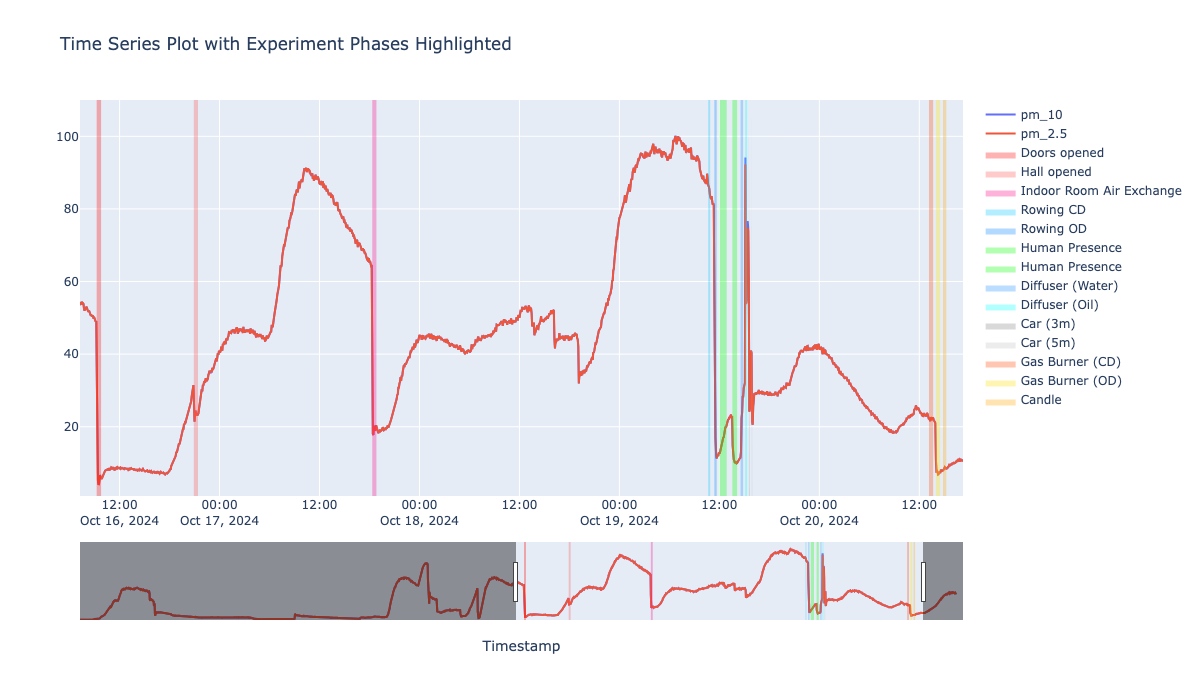 Time Series Plot with Experiment Phases Highlighted
100
80
60
40
20
12:00
Oct 16, 2024
00:00
Oct 17, 2024
12:00
00:00
Oct 18, 2024
12:00
00:00
Oct 19, 2024
12:00
00:00
Oct 20, 2024
12:00
Timestamp
pm_10
pm_2.5
Doors opened
Hall opened
Indoor Room Air Exchange
Rowing CD
Rowing OD
Human Presence
Human Presence
Diffuser (Water)
Diffuser (Oil)
Car (3m)
Car (5m)
Gas Burner (CD)
Gas Burner (OD)
Candle